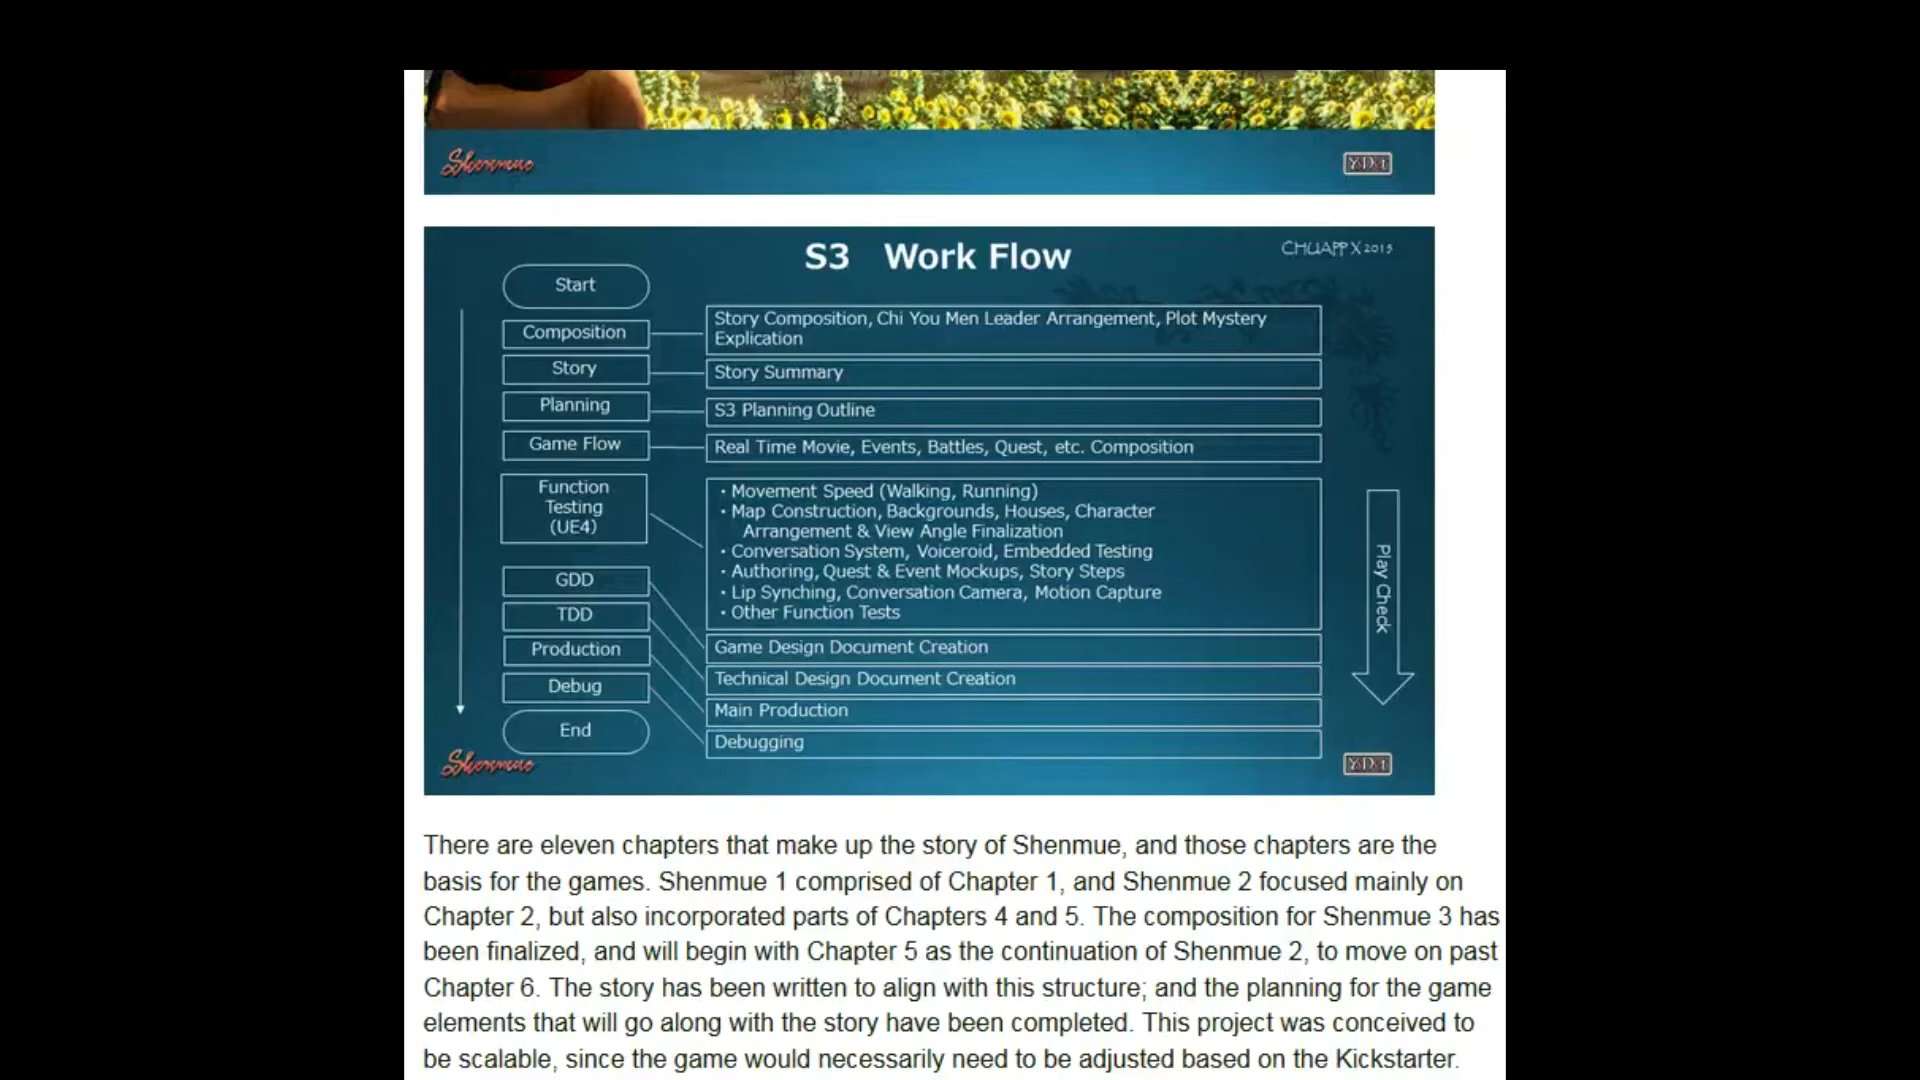 Shenmue
YSNET
S3 Work Flow
CHUAPPX2015
Start
Composition
Story Composition, Chi You Men Leader Arrangement, Plot Mystery
Explication
Story
Story Summary
Planning
S3 Planning Outline
Game Flow
Real Time Movie, Events, Battles, Quest, etc. Composition
Function
Testing
(UE4)
・Movement Speed (Walking, Running)
・Map Construction, Backgrounds, Houses, Character
Arrangement & View Angle Finalization
・Conversation System, Voiceroid, Embedded Testing
・Authoring, Quest & Event Mockups, Story Steps
・Lip Synching, Conversation Camera, Motion Capture
・Other Function Tests
GDD
Game Design Document Creation
TDD
Technical Design Document Creation
Production
Main Production
Debug
Debugging
End
Play Check
Shenmue
There are eleven chapters that make up the story of Shenmue, and those chapters are the
basis for the games. Shenmue 1 comprised of Chapter 1, and Shenmue 2 focused mainly on
Chapter 2, but also incorporated parts of Chapters 4 and 5. The composition for Shenmue 3 has
been finalized, and will begin with Chapter 5 as the continuation of Shenmue 2, to move on past
Chapter 6. The story has been written to align with this structure; and the planning for the game
elements that will go along with the story have been completed. This project was conceived to
be scalable, since the game would necessarily need to be adjusted based on the Kickstarter.